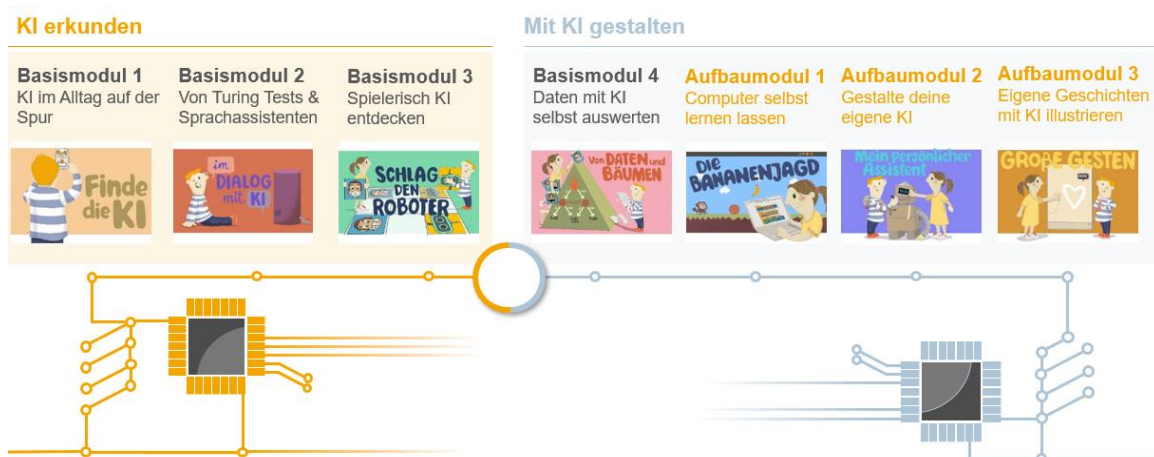 KI erkunden
Basismodul 1
KI im Alltag auf der
Spur
Finde
die KI
Basismodul 2
Von Turing Tests &
Sprachassistenten
im
DIALOG
mit KI
Basismodul 3
Spielerisch KI
entdecken
SCHLAG
DEN
ROBOTER
Mit KI gestalten
Basismodul 4
Daten mit KI
selbst auswerten
Von DATEN und
BÄUMEN
Aufbaumodul 1
Computer selbst
lernen lassen
DIE
BANANENJAGD
Aufbaumodul 2
Gestalte deine
eigene KI
Mein persönlicher
Assistent
Aufbaumodul 3
Eigene Geschichten
mit KI illustrieren
GROßE GESTEN